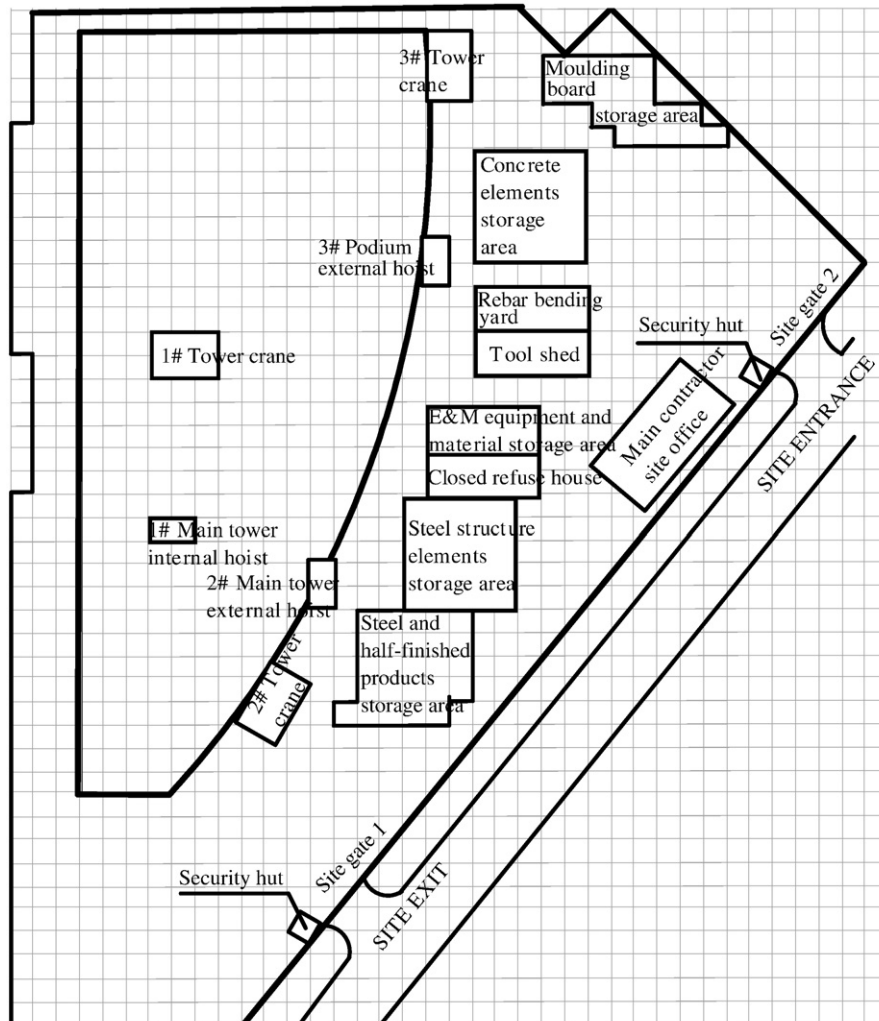 3# Tower
crane
Moulding
board
storage area
Concrete
elements
storage
area
3# Podium
external hoist
Rebar bending
yard
Tool shed
Security hut
Site gate 2
1# Tower crane
Main contractor
site office
SITE ENTRANCE
E&M equipment and
material storage area
Closed refuse house
1# Main tower
internal hoist
Steel structure
elements
storage area
2# Main tower
external hoist
Steel and
half-finished
products
storage area
2# Tower
crane
Site gate 1
Security hut
SITE EXIT